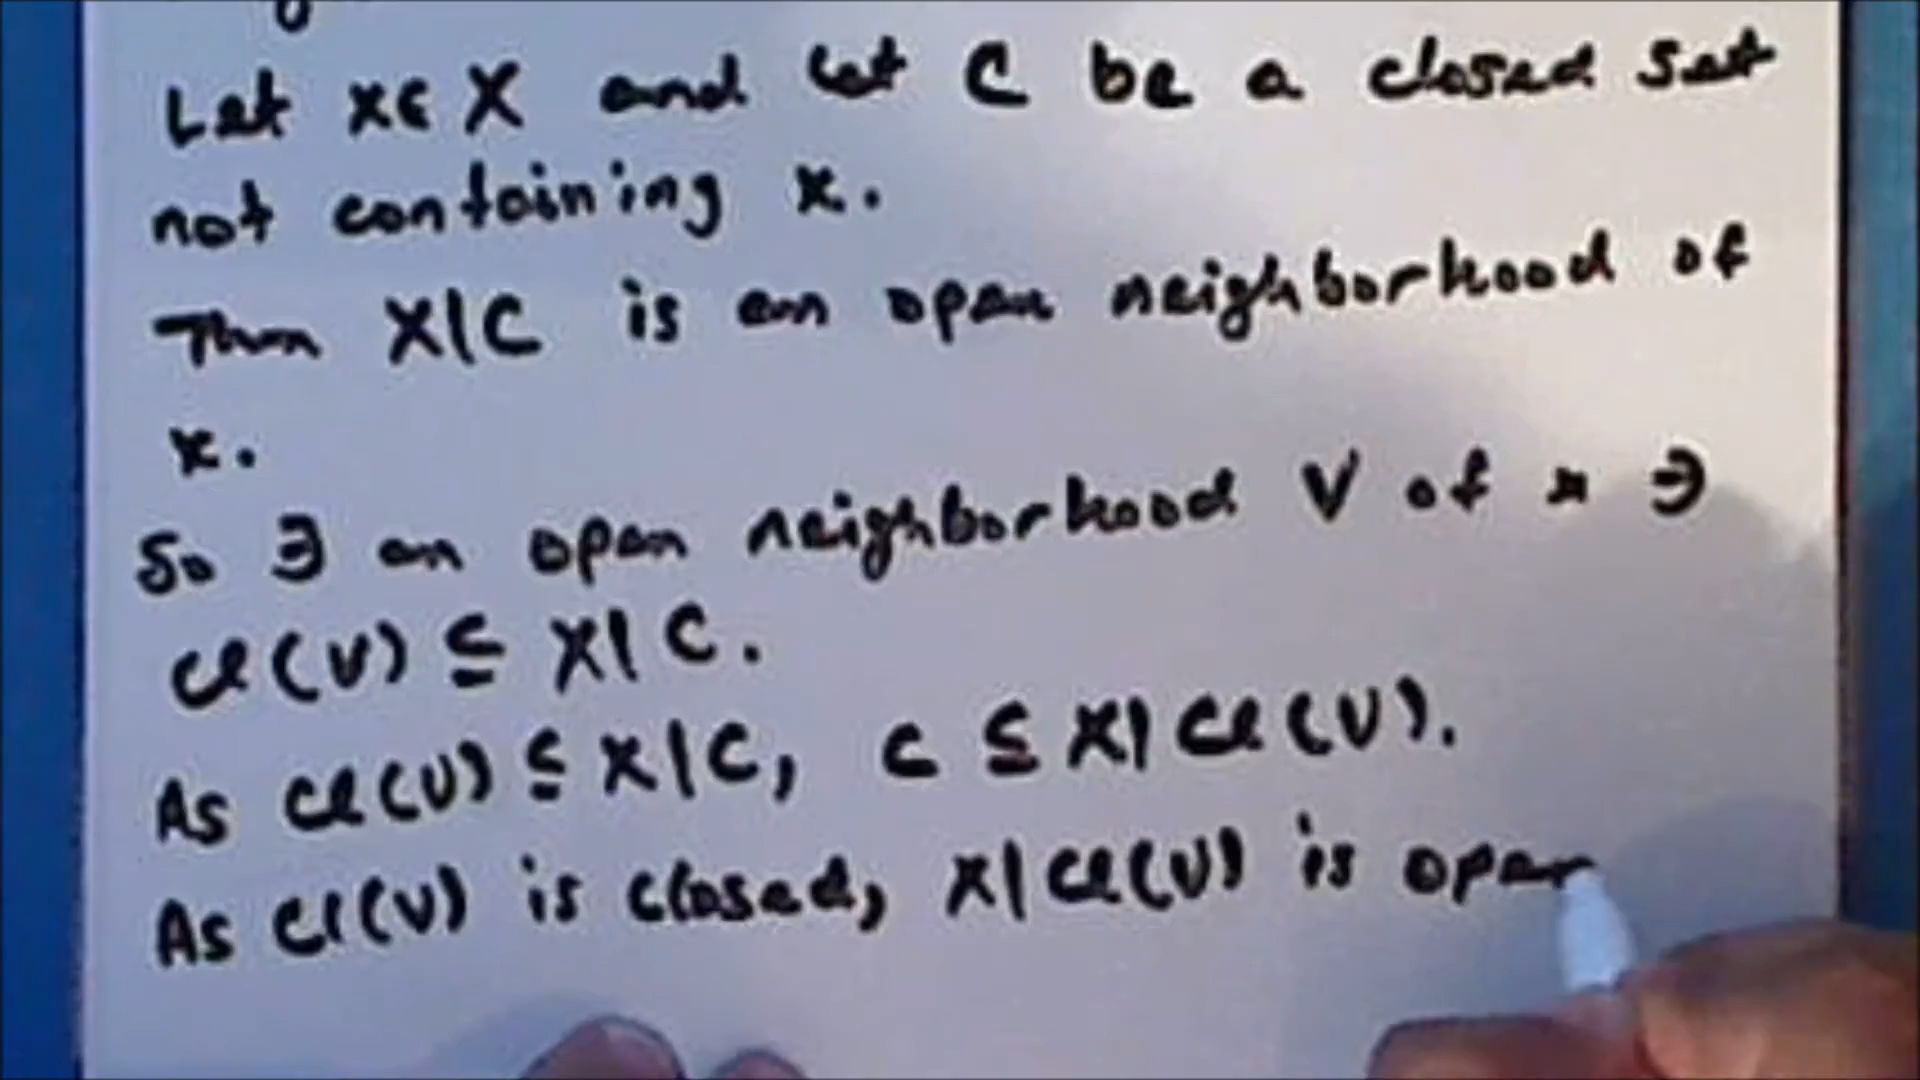 Let x∈X and let C be a closed set
not containing x.
Then X|C is an open neighborhood of
x.
So ∃ an open neighborhood V of x ∋
Cl(V) ⊆ X|C.
As Cl(V) ⊆ X|C, C ⊆ X|Cl(V).
As Cl(V) is closed, X|Cl(V) is open